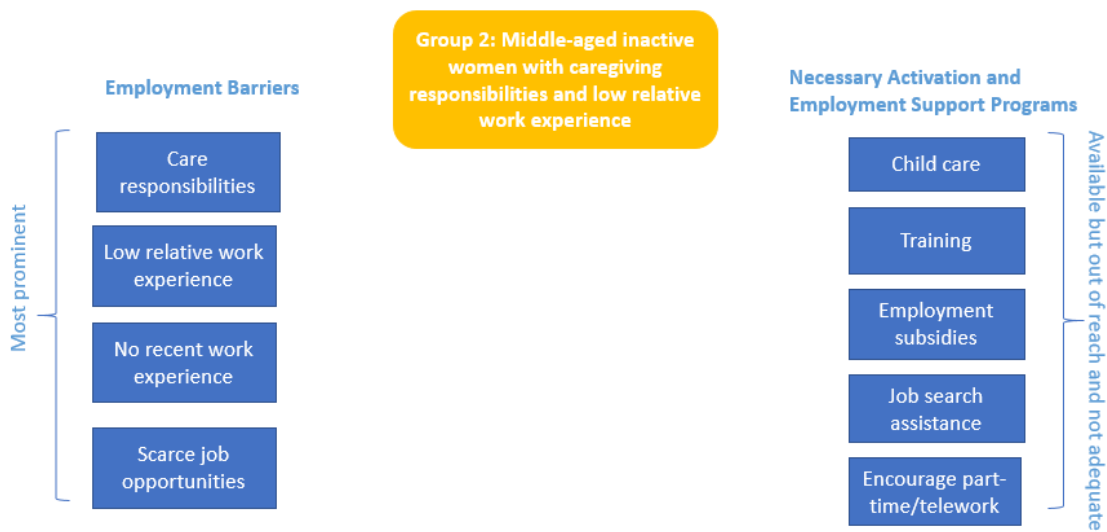 Group 2: Middle-aged inactive
women with caregiving
responsibilities and low relative
work experience
Employment Barriers
Most prominent
Care
responsibilities
Low relative work
experience
No recent work
experience
Scarce job
opportunities
Necessary Activation and
Employment Support Programs
Child care
Training
Employment
subsidies
Job search
assistance
Encourage part-
time/telework
Available but out of reach and not adequate